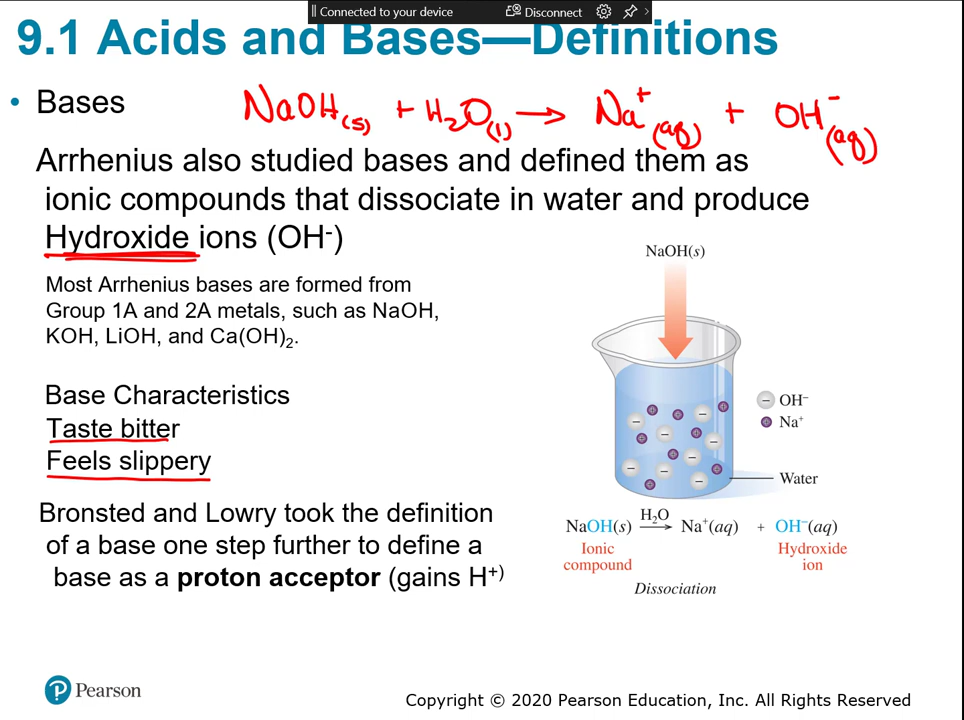 Connected to your device Disconnect
9.1 Acids and Bases—Definitions
• Bases
NaOH(s) + H₂O(l) → Na⁺(aq) + OH⁻(aq)
Arrhenius also studied bases and defined them as
ionic compounds that dissociate in water and produce
Hydroxide ions (OH⁻)
Most Arrhenius bases are formed from
Group 1A and 2A metals, such as NaOH,
KOH, LiOH, and Ca(OH)₂.
Base Characteristics
Taste bitter
Feels slippery
Bronsted and Lowry took the definition
of a base one step further to define a
base as a proton acceptor (gains H⁺)
NaOH(s)
OH⁻
Na⁺
Water
H₂O
NaOH(s) → Na⁺(aq) + OH⁻(aq)
Ionic Hydroxide
compound ion
Dissociation
P Pearson
Copyright © 2020 Pearson Education, Inc. All Rights Reserved